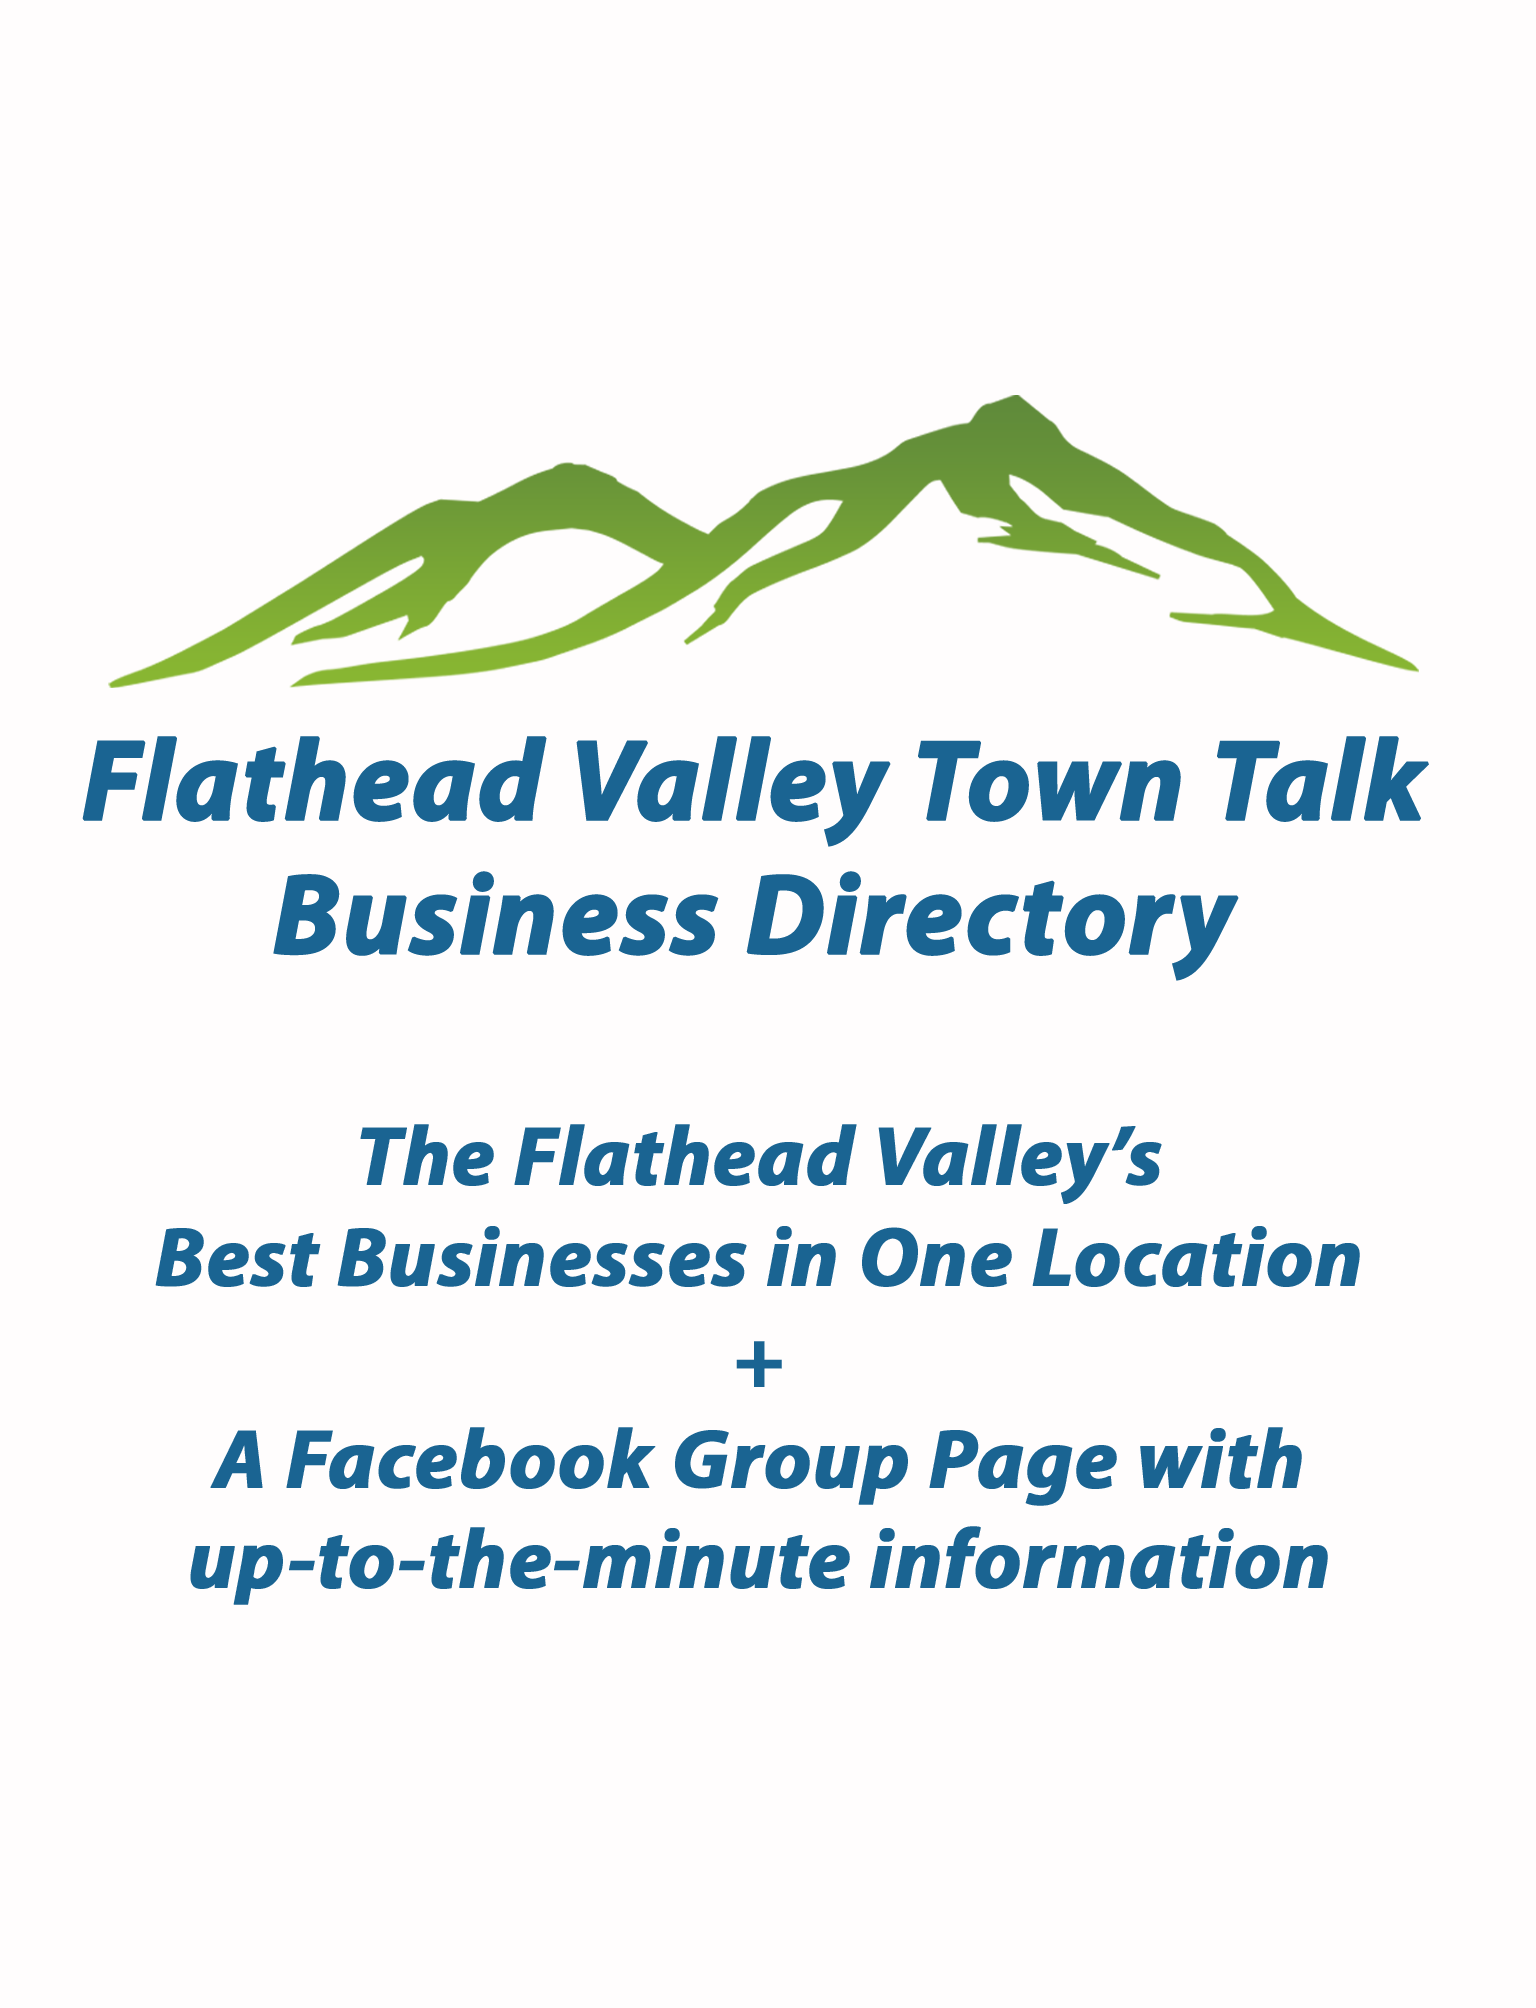 Flathead Valley Town Talk
Business Directory
The Flathead Valley’s
Best Businesses in One Location
+
A Facebook Group Page with
up-to-the-minute information